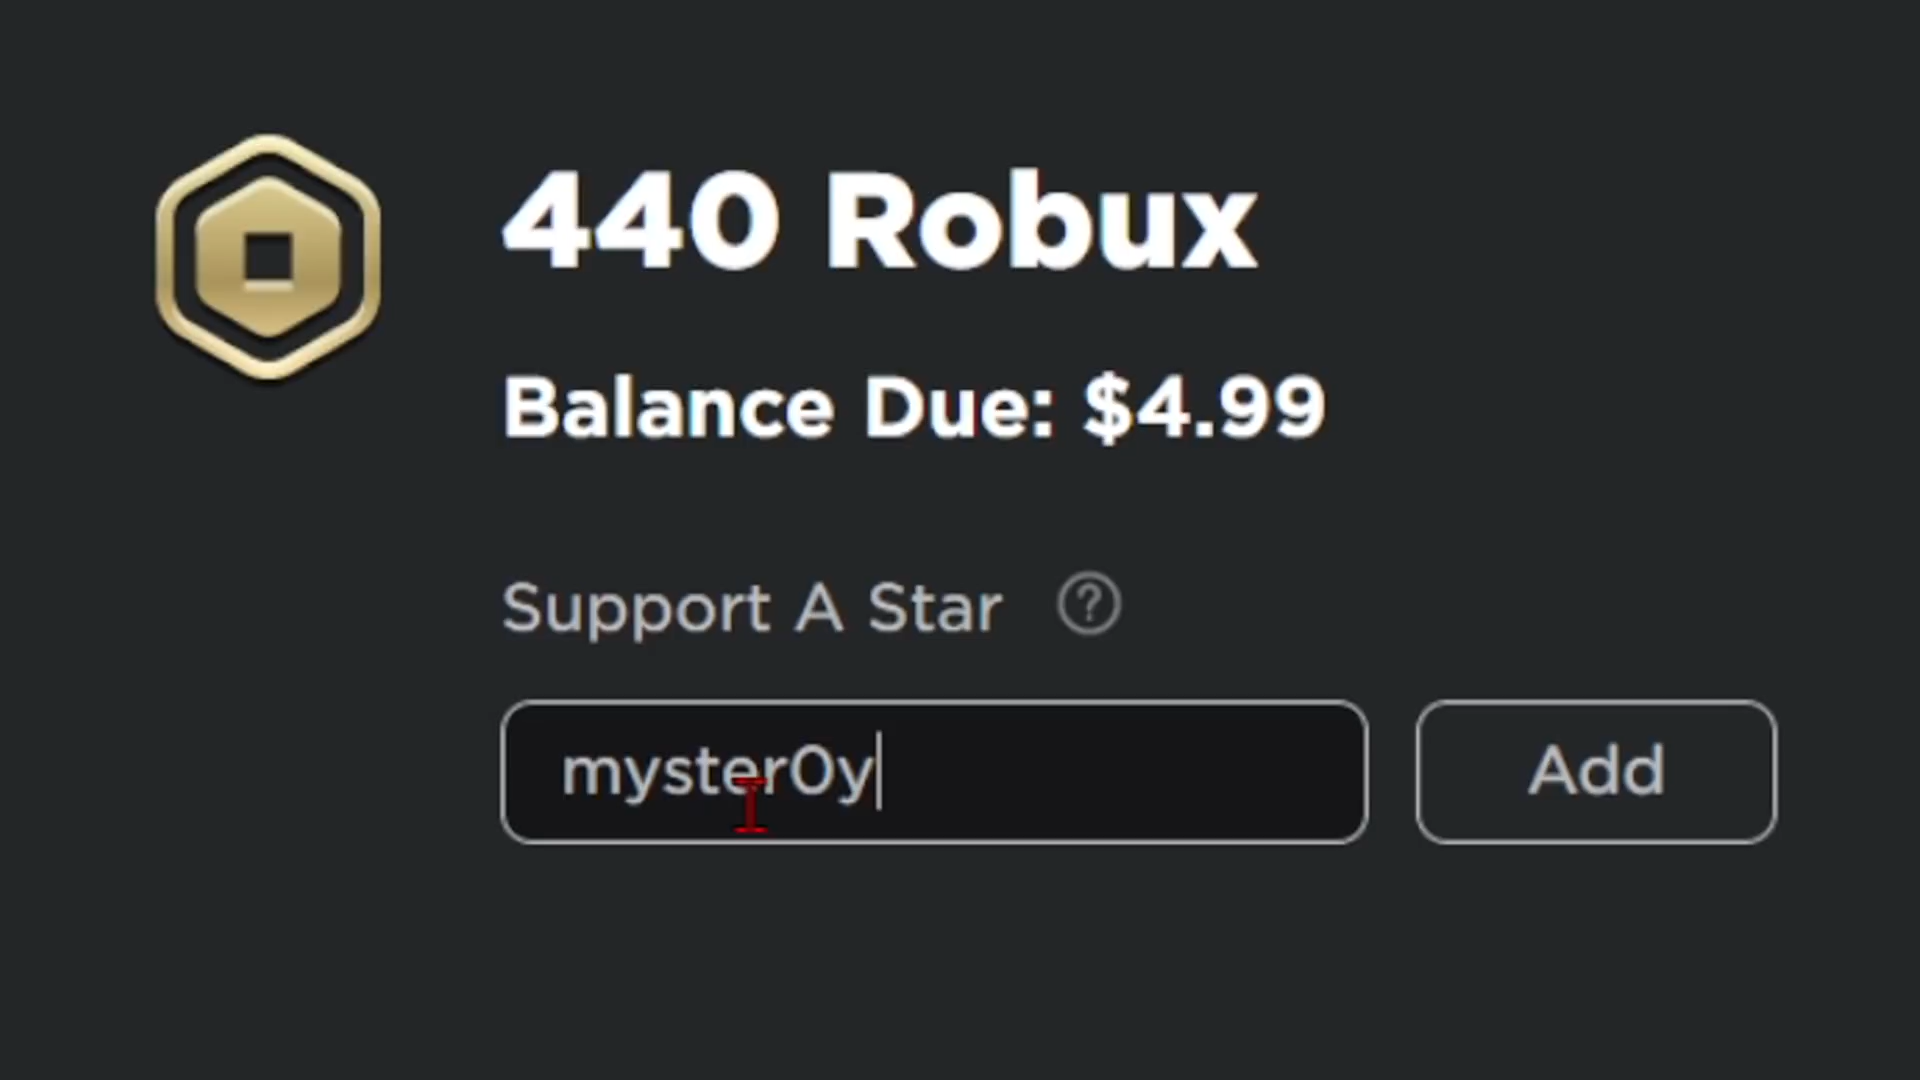 440 Robux
Balance Due: $4.99
Support A Star ?
myster0y
Add